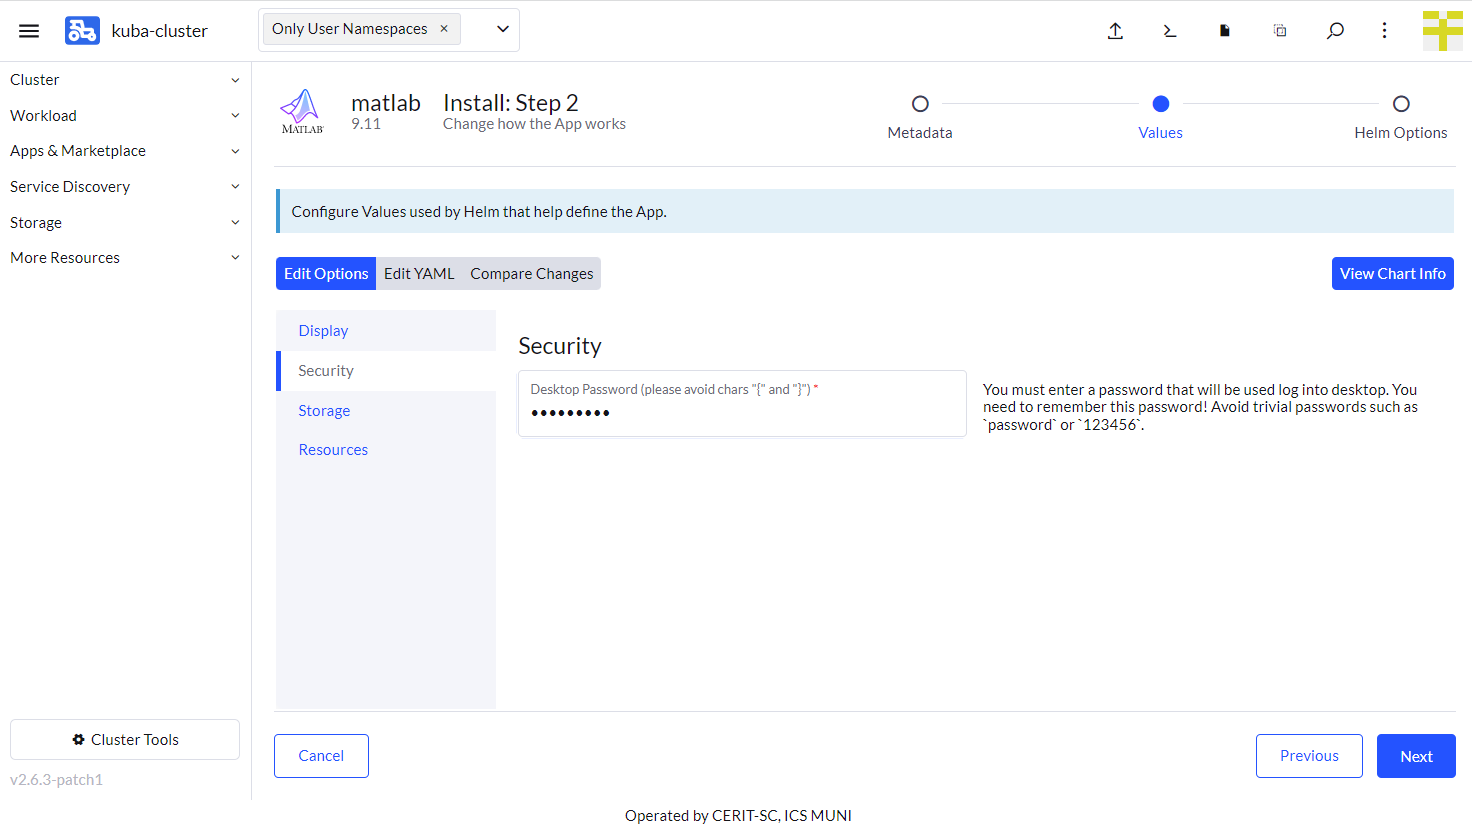 kuba-cluster
Only User Namespaces ×
Cluster
Workload
Apps & Marketplace
Service Discovery
Storage
More Resources
Cluster Tools
v2.6.3-patch1
MATLAB
matlab
9.11
Install: Step 2
Change how the App works
Metadata
Values
Helm Options
Configure Values used by Helm that help define the App.
Edit Options
Edit YAML
Compare Changes
View Chart Info
Display
Security
Storage
Resources
Security
Desktop Password (please avoid chars "{" and "}") *
•••••••••
You must enter a password that will be used log into desktop. You
need to remember this password! Avoid trivial passwords such as
`password` or `123456`.
Cancel
Previous
Next
Operated by CERIT-SC, ICS MUNI